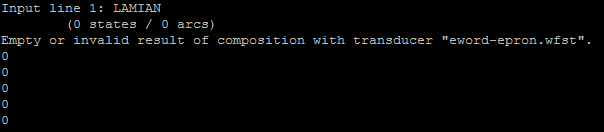 Input line 1: LAMIAN
(0 states / 0 arcs)
Empty or invalid result of composition with transducer "eword-epron.wfst".
0
0
0
0
0